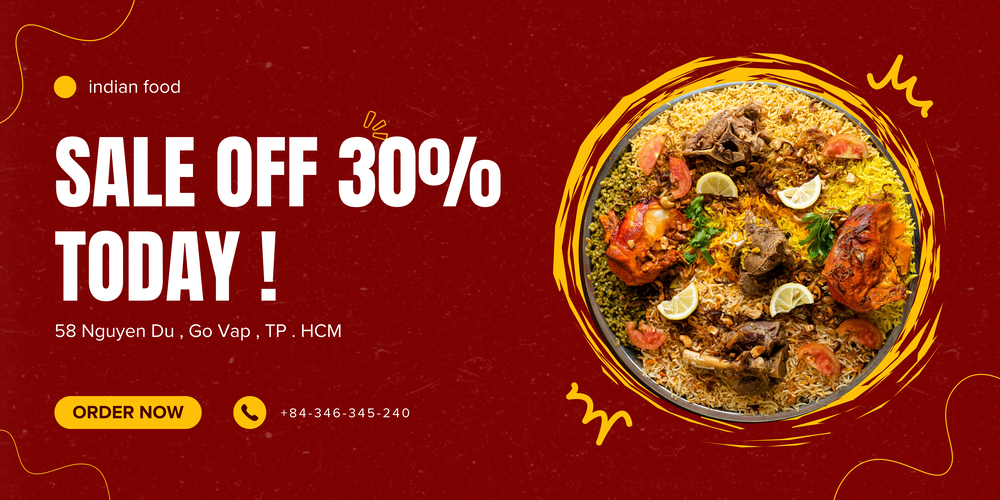 indian food
SALE OFF 30%
TODAY !
58 Nguyen Du , Go Vap , TP . HCM
ORDER NOW
+84-346-345-240